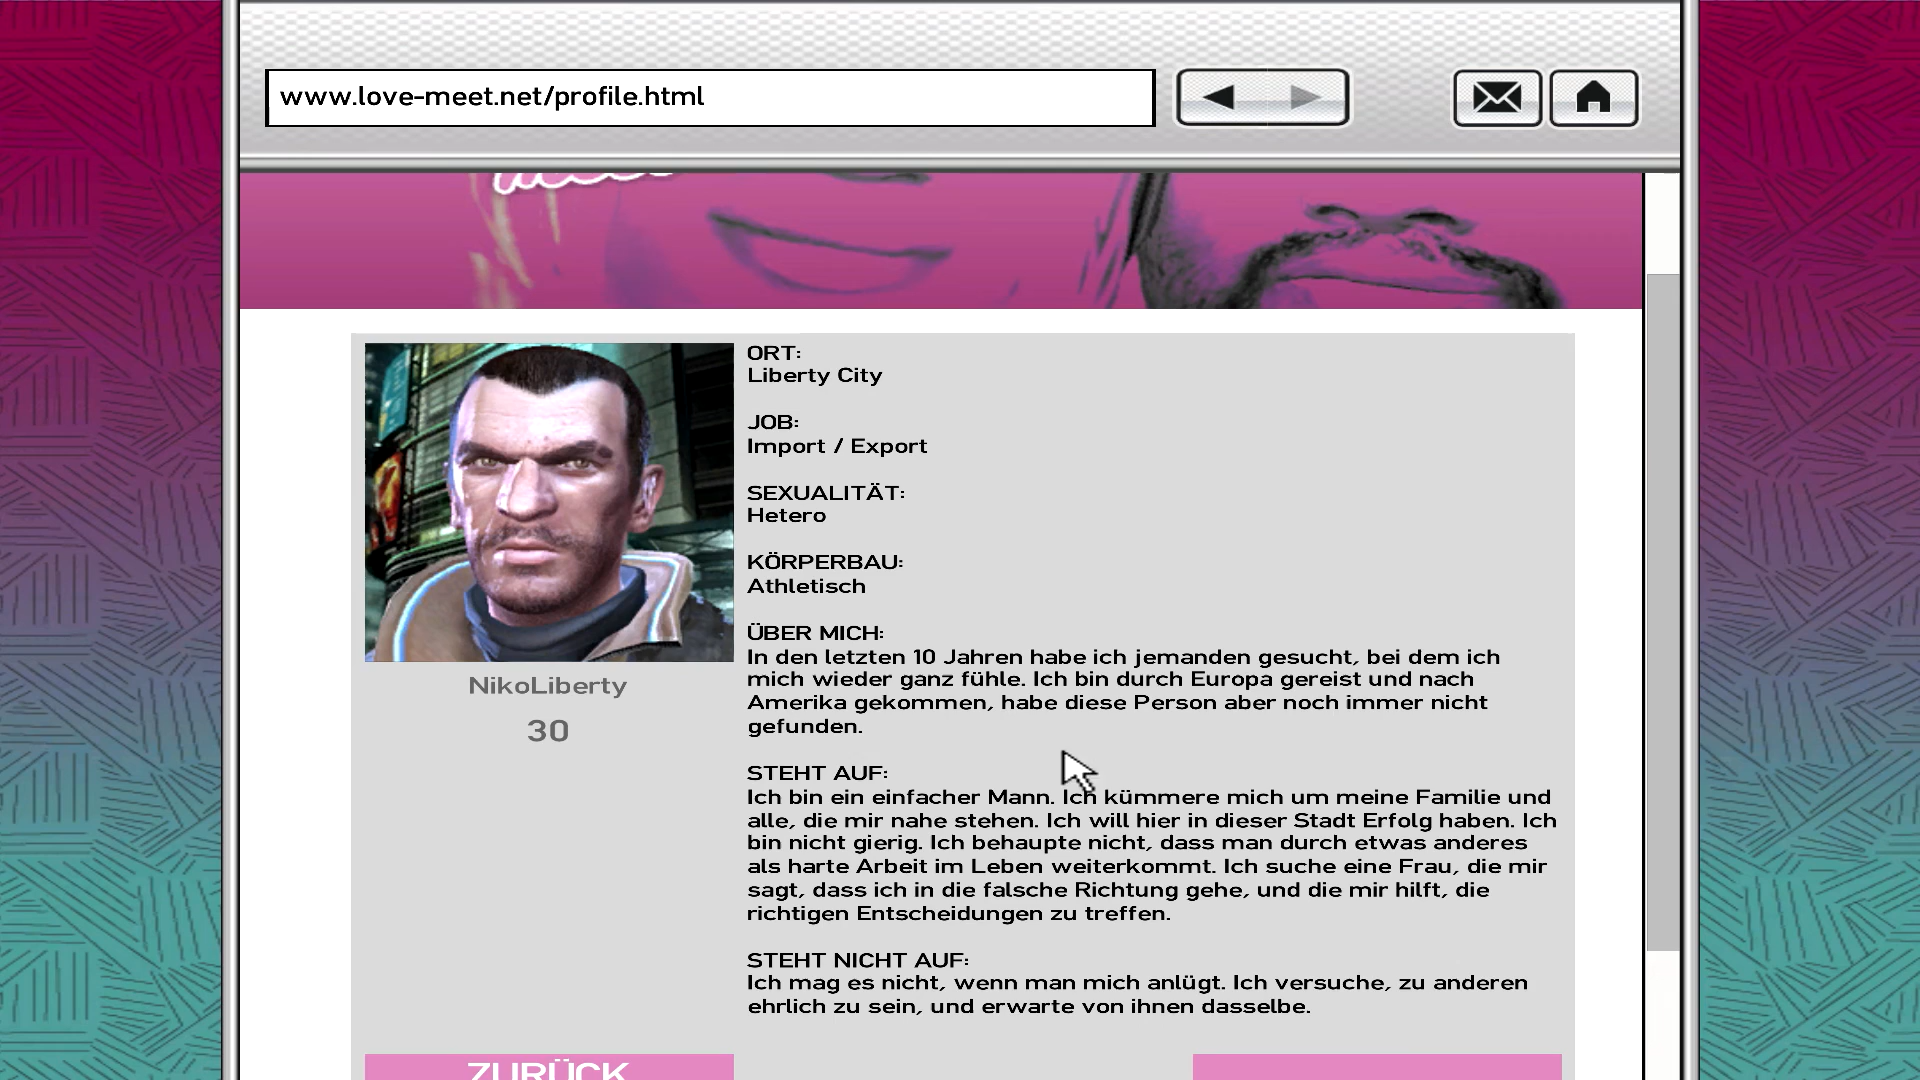 www.love-meet.net/profile.html
ORT:
Liberty City
JOB:
Import / Export
SEXUALITÄT:
Hetero
KÖRPERBAU:
Athletisch
ÜBER MICH:
In den letzten 10 Jahren habe ich jemanden gesucht, bei dem ich
mich wieder ganz fühle. Ich bin durch Europa gereist und nach
Amerika gekommen, habe diese Person aber noch immer nicht
gefunden.
STEHT AUF:
Ich bin ein einfacher Mann. Ich kümmere mich um meine Familie und
alle, die mir nahe stehen. Ich will hier in dieser Stadt Erfolg haben. Ich
bin nicht gierig. Ich behaupte nicht, dass man durch etwas anderes
als harte Arbeit im Leben weiterkommt. Ich suche eine Frau, die mir
sagt, dass ich in die falsche Richtung gehe, und die mir hilft, die
richtigen Entscheidungen zu treffen.
STEHT NICHT AUF:
Ich mag es nicht, wenn man mich anlügt. Ich versuche, zu anderen
ehrlich zu sein, und erwarte von ihnen dasselbe.
NikoLiberty
30
ZURÜCK